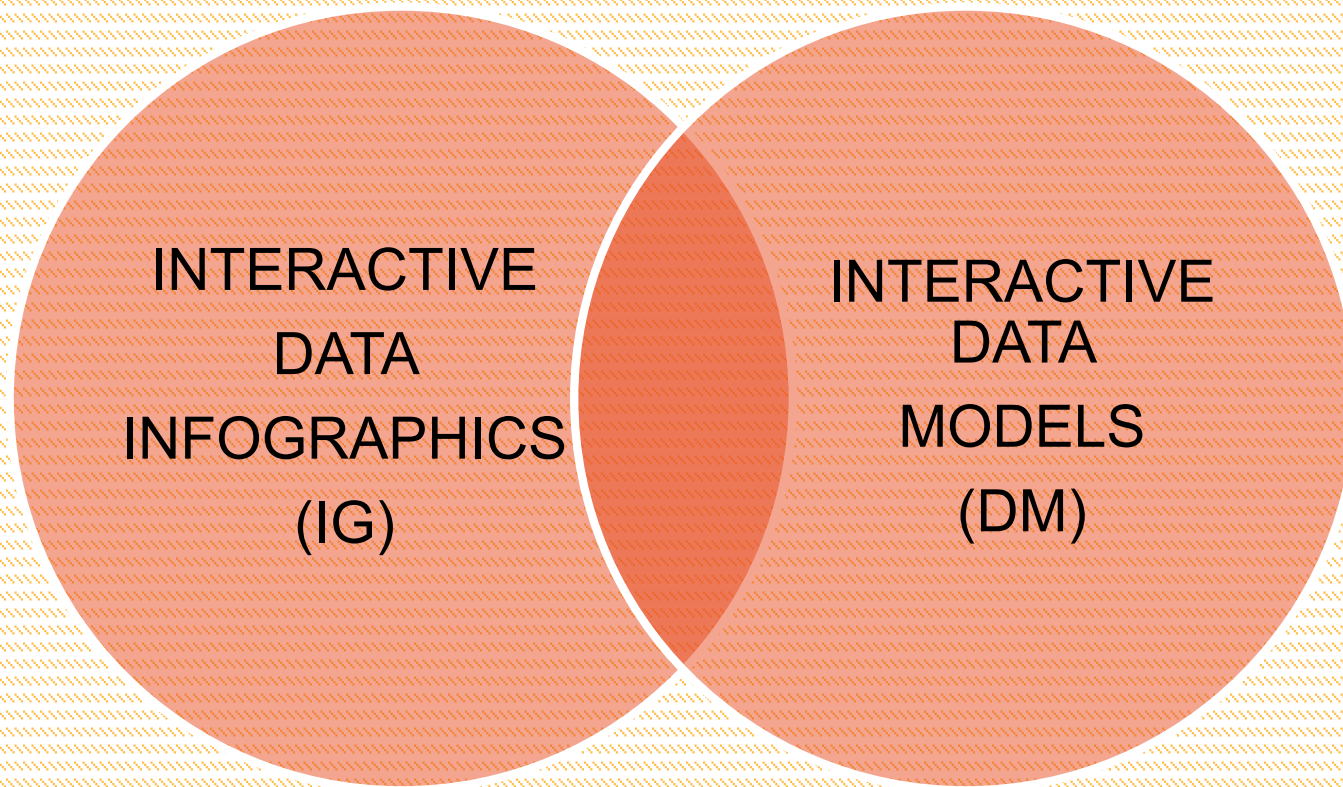 INTERACTIVE
DATA
INFOGRAPHICS
(IG)
INTERACTIVE
DATA
MODELS
(DM)